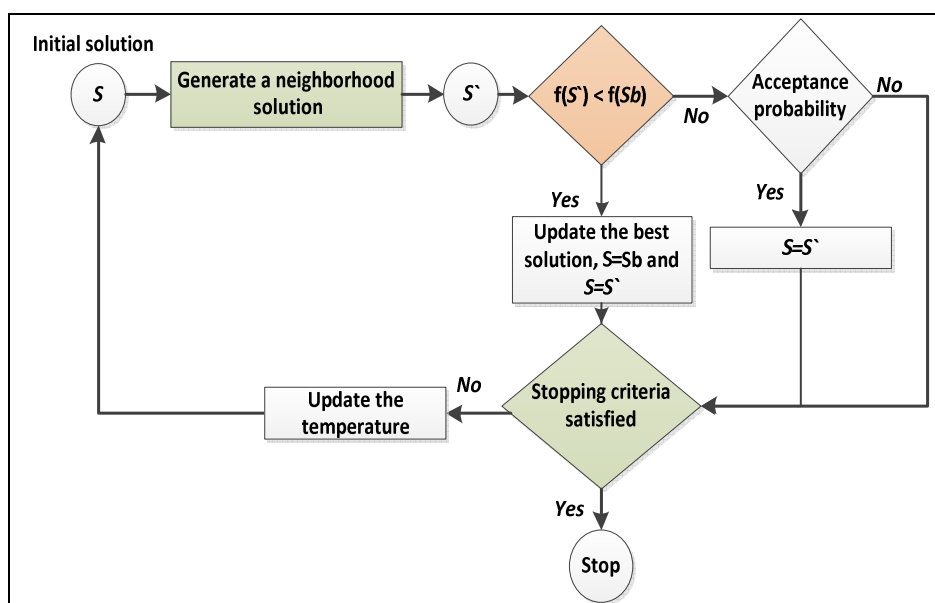 Initial solution
S
Generate a neighborhood
solution
S`
f(S`) < f(Sb)
No
Acceptance
probability
No
Yes
Update the best
solution, S=Sb and
S=S`
Yes
S=S`
Stopping criteria
satisfied
No
Update the
temperature
Yes
Stop